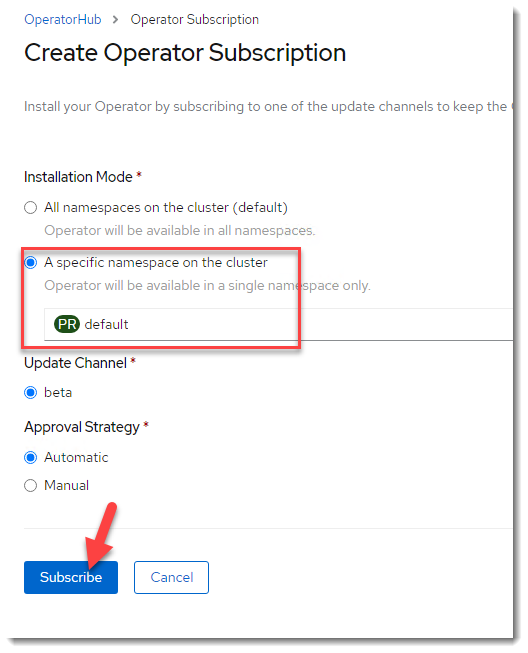 OperatorHub > Operator Subscription
Create Operator Subscription
Install your Operator by subscribing to one of the update channels to keep the
Installation Mode *
All namespaces on the cluster (default)
Operator will be available in all namespaces.
A specific namespace on the cluster
Operator will be available in a single namespace only.
PR default
Update Channel *
beta
Approval Strategy *
Automatic
Manual
Subscribe Cancel